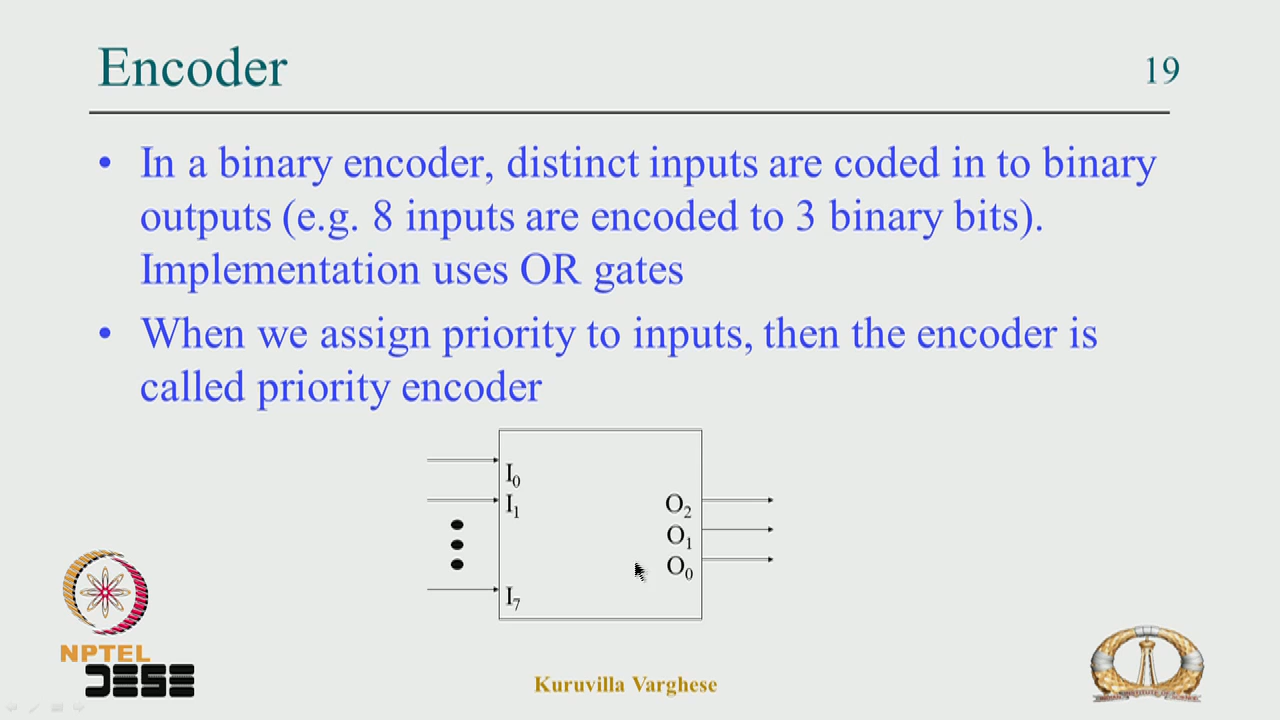 Encoder
19
• In a binary encoder, distinct inputs are coded in to binary
outputs (e.g. 8 inputs are encoded to 3 binary bits).
Implementation uses OR gates
• When we assign priority to inputs, then the encoder is
called priority encoder
I0
I1
O2
O1
O0
I7
NPTEL
DESE
Kuruvilla Varghese